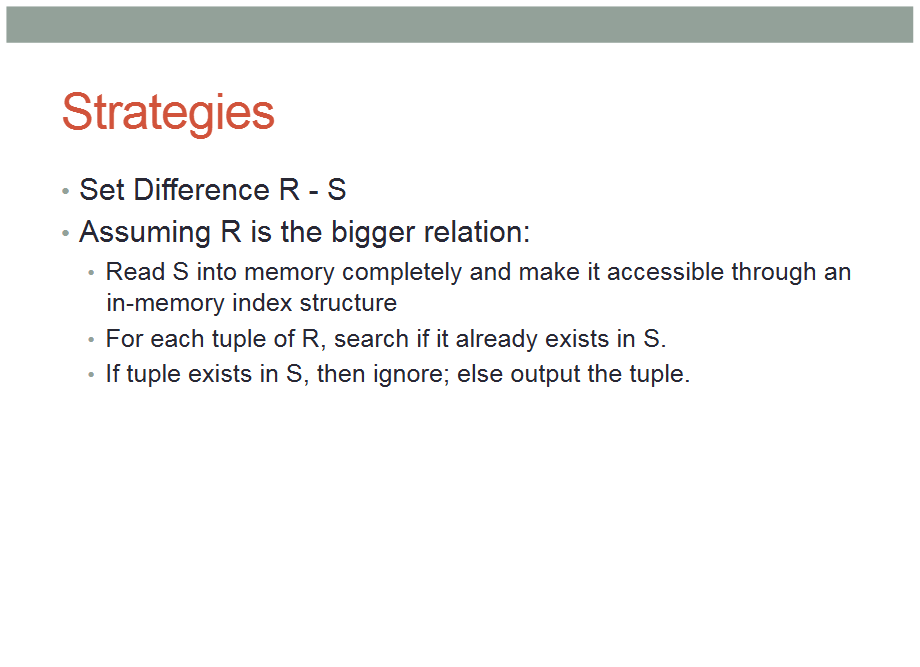 Strategies
• Set Difference R - S
• Assuming R is the bigger relation:
• Read S into memory completely and make it accessible through an
in-memory index structure
• For each tuple of R, search if it already exists in S.
• If tuple exists in S, then ignore; else output the tuple.